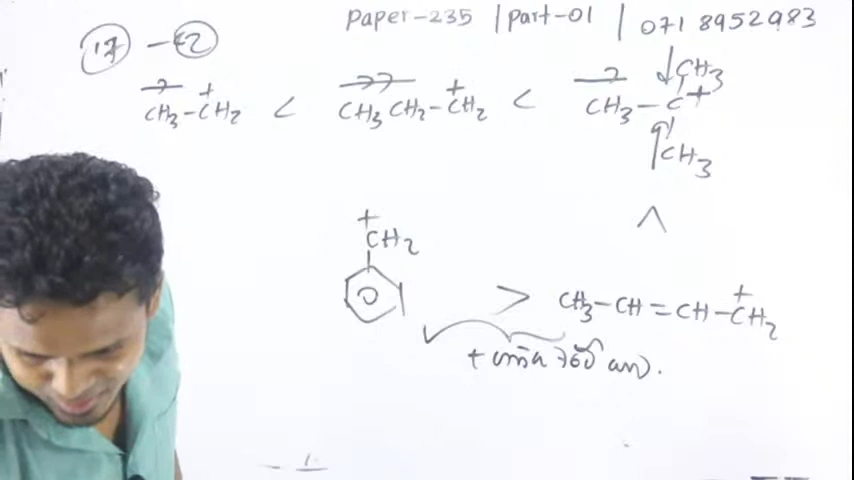 Paper-235 | Part-01 | 071 8952983
17 - 2
CH3-CH2 + < CH3CH2-CH2 + < CH3-C+
CH3
CH3
+
CH2
> CH3-CH=CH-CH2 +
+